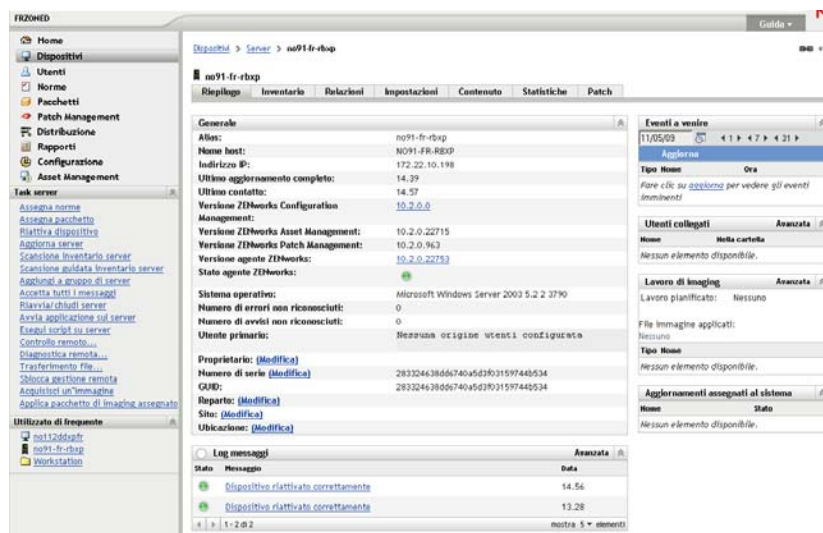 FRZONED
Guida
Home
Dispositivi
Utenti
Norme
Pacchetti
Patch Management
Distribuzione
Rapporti
Configurazione
Asset Management
Task server
Assegna norme
Assegna pacchetto
Riattiva dispositivo
Aggiorna server
Scansione inventario server
Scansione guidata inventario server
Aggiungi a gruppo di server
Accetta tutti i messaggi
Riavvia/chiudi server
Avvia applicazione sul server
Esegui script su server
Controllo remoto...
Diagnostica remota...
Trasferimento file...
Sblocca gestione remota
Acquisisci un"immagine
Applica pacchetto di imaging assegnato
Utilizzato di frequente
no112ddspfr
no91-fr-rbxp
Workstation
Dispositivi > Server > no91-fr-rbxp
no91-fr-rbxp
Riepilogo Inventario Relazioni Impostazioni Contenuto Statistiche Patch
Generale
Alias: no91-fr-rbxp
Nome host: NO91-FR-RBXP
Indirizzo IP: 172.22.10.198
Ultimo aggiornamento completo: 14.39
Ultimo contatto: 14.57
Versione ZENworks Configuration Management: 10.2.0.0
Versione ZENworks Asset Management: 10.2.0.22715
Versione ZENworks Patch Management: 10.2.0.963
Versione agente ZENworks: 10.2.0.22753
Stato agente ZENworks:
Sistema operativo: Microsoft Windows Server 2003 5.2 2 3790
Numero di errori non riconosciuti: 0
Numero di avvisi non riconosciuti: 0
Utente primario: Nessuna origine utenti configurata
Proprietario: (Modifica)
Numero di serie (Modifica) 283324638dd6740a5d3f03159744b534
GUID: 283324638dd6740a5d3f03159744b534
Reparto: (Modifica)
Sito: (Modifica)
Ubicazione: (Modifica)
Log messaggi Avanzata
Stato Messaggio Data
Dispositivo riattivato correttamente 14.56
Dispositivo riattivato correttamente 13.28
1 - 2 di 2 mostra 5 elementi
Eventi a venire
11/05/09 1 7 31
Aggiorna
Tipo Nome Ora
Fare clic su aggiorna per vedere gli eventi imminenti
Utenti collegati Avanzata
Nome Nella cartella
Nessun elemento disponibile.
Lavoro di imaging Avanzata
Lavoro pianificato: Nessuno
File immagine applicati:
Nessuno
Tipo Nome
Nessun elemento disponibile.
Aggiornamenti assegnati al sistema
Nome Stato
Nessun elemento disponibile.